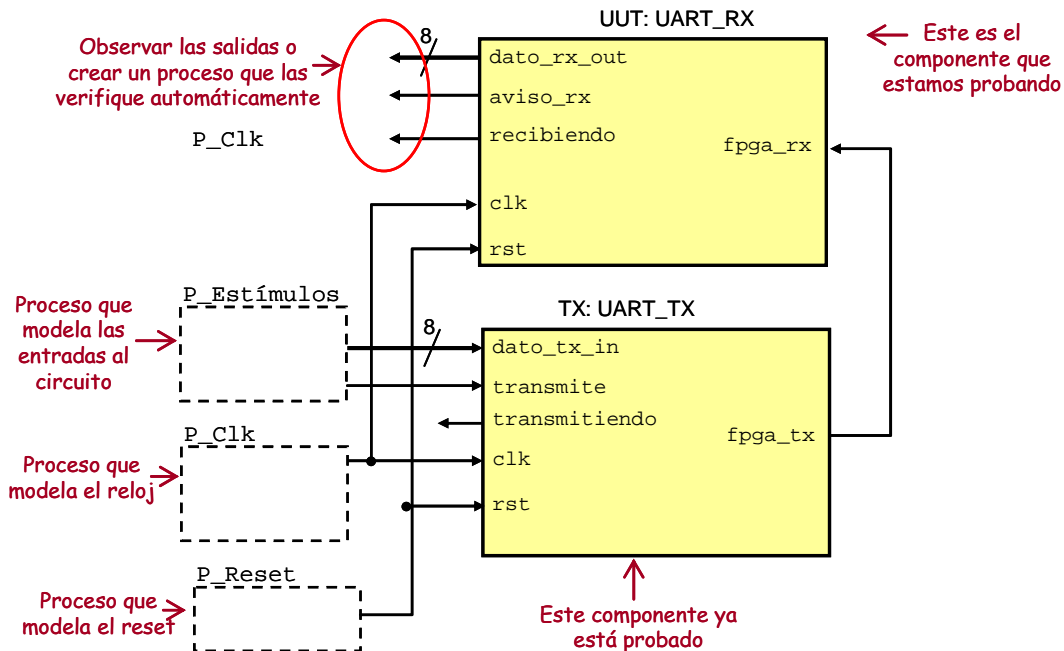 UUT: UART_RX
Observar las salidas o
crear un proceso que las
verifique automáticamente
P_Clk
8
dato_rx_out
aviso_rx
recibiendo
fpga_rx
clk
rst
Este es el
componente que
estamos probando
P_Estímulos
Proceso que
modela las
entradas al
circuito
TX: UART_TX
8
dato_tx_in
transmite
transmitiendo
fpga_tx
clk
rst
P_Clk
Proceso que
modela el reloj
P_Reset
Proceso que
modela el reset
Este componente ya
está probado